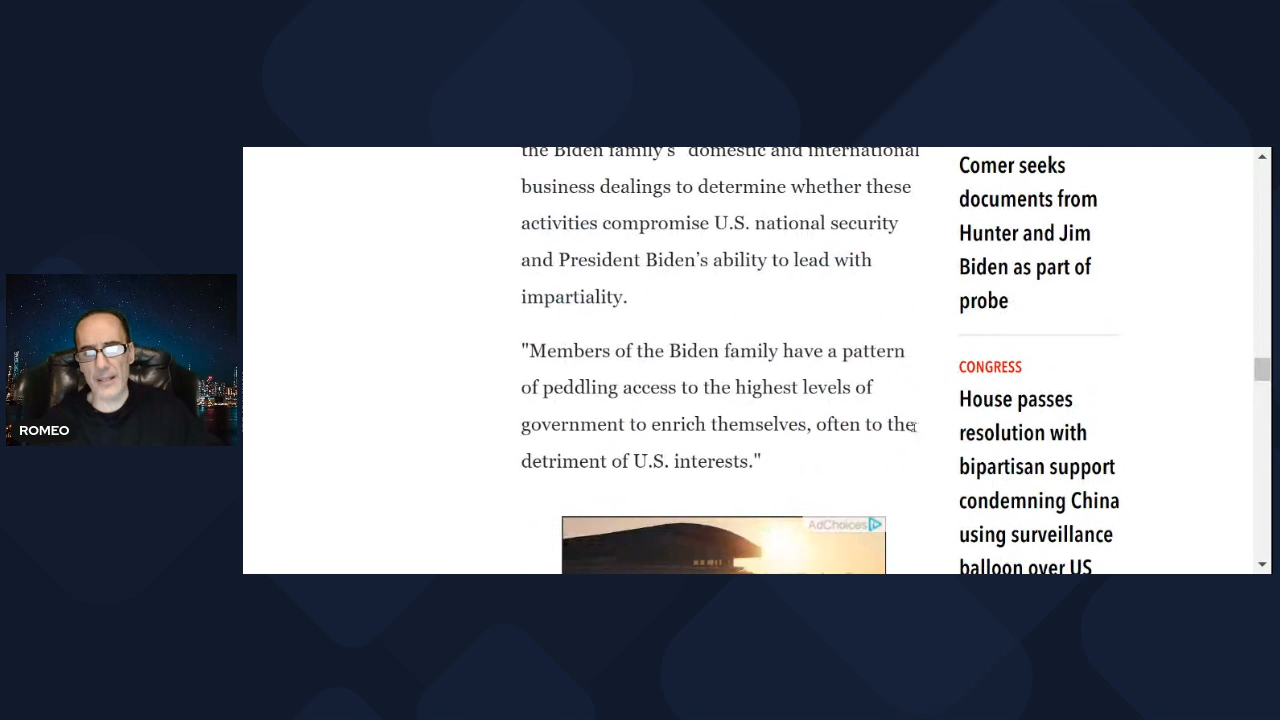 the Biden family's "domestic and international
business dealings to determine whether these
activities compromise U.S. national security
and President Biden’s ability to lead with
impartiality.
"Members of the Biden family have a pattern
of peddling access to the highest levels of
government to enrich themselves, often to the
detriment of U.S. interests."
AdChoices
Comer seeks
documents from
Hunter and Jim
Biden as part of
probe
CONGRESS
House passes
resolution with
bipartisan support
condemning China
using surveillance
balloon over US
ROMEO